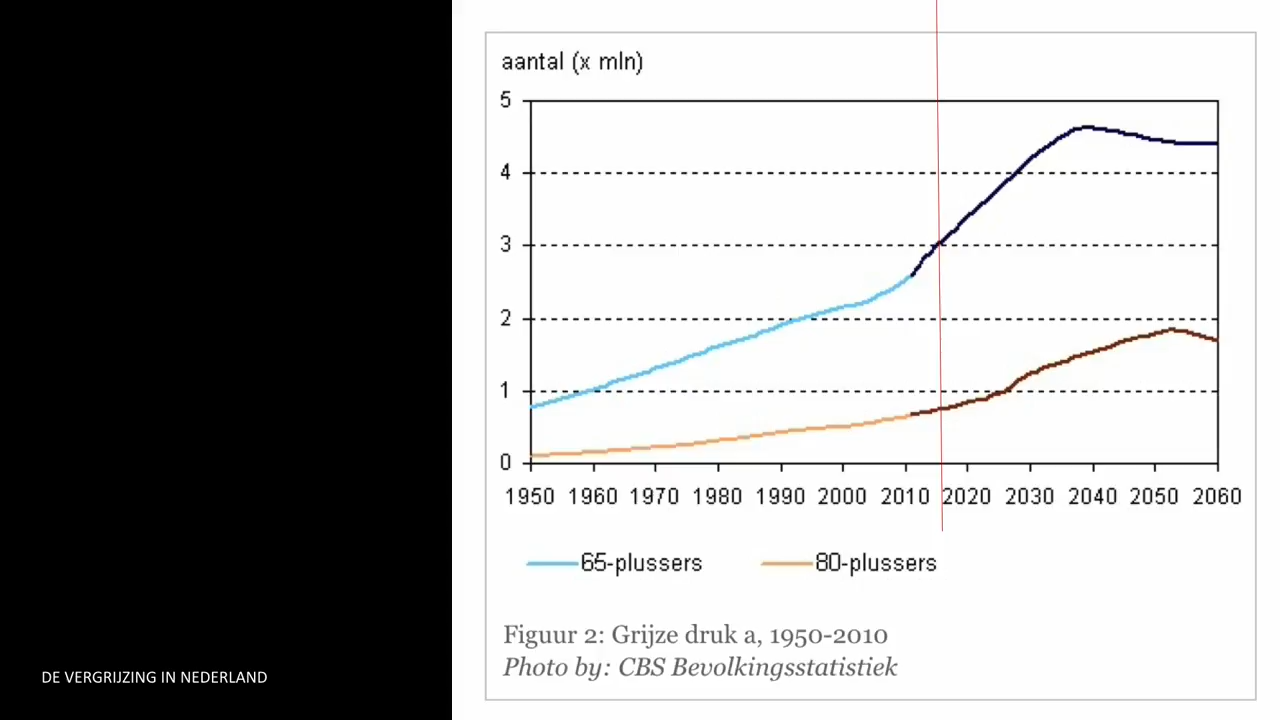 aantal (x mln)
5
4
3
2
1
0
1950 1960 1970 1980 1990 2000 2010 2020 2030 2040 2050 2060
65-plussers 80-plussers
Figuur 2: Grijze druk a, 1950-2010
Photo by: CBS Bevolkingsstatistiek
DE VERGRIJZING IN NEDERLAND